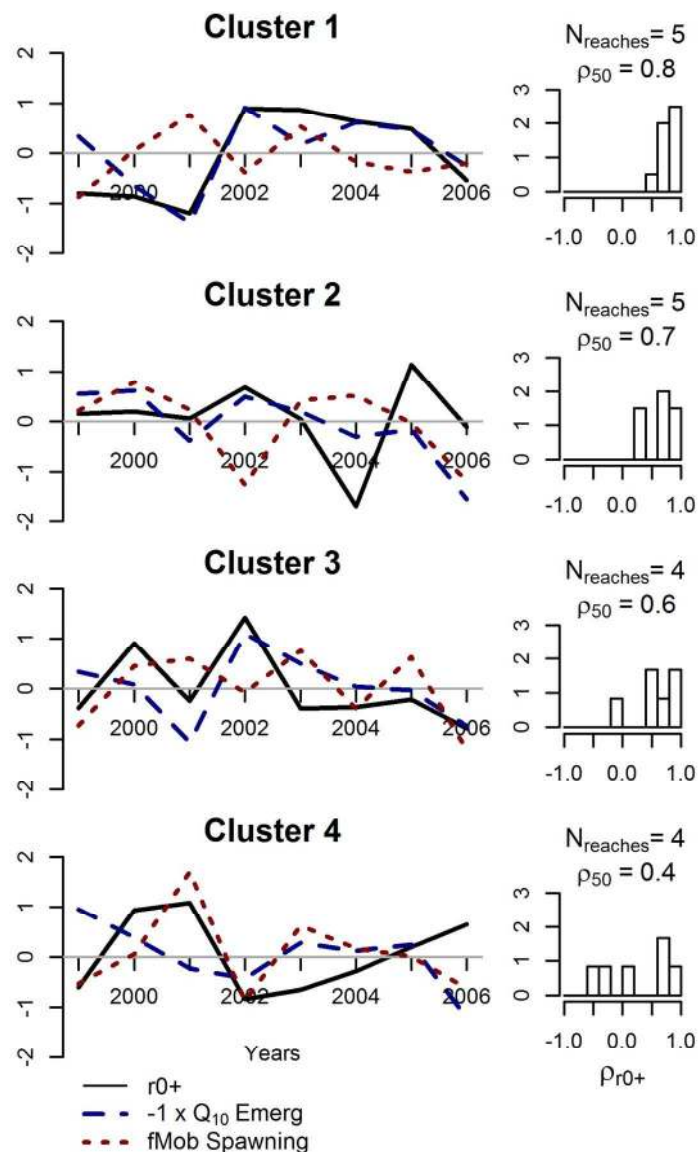 Cluster 1
2
1
0
-1
-2
2000 2002 2004 2006
Nreaches= 5
ρ50 = 0.8
3
2
1
0
-1.0 0.0 1.0
Cluster 2
2
1
0
-1
-2
2000 2002 2004 2006
Nreaches= 5
ρ50 = 0.7
3
2
1
0
-1.0 0.0 1.0
Cluster 3
2
1
0
-1
-2
2000 2002 2004 2006
Nreaches= 4
ρ50 = 0.6
3
2
1
0
-1.0 0.0 1.0
Cluster 4
2
1
0
-1
-2
2000 2002 2004 2006
Years
Nreaches= 4
ρ50 = 0.4
3
2
1
0
-1.0 0.0 1.0
ρr0+
r0+
-1 x Q10 Emerg
fMob Spawning